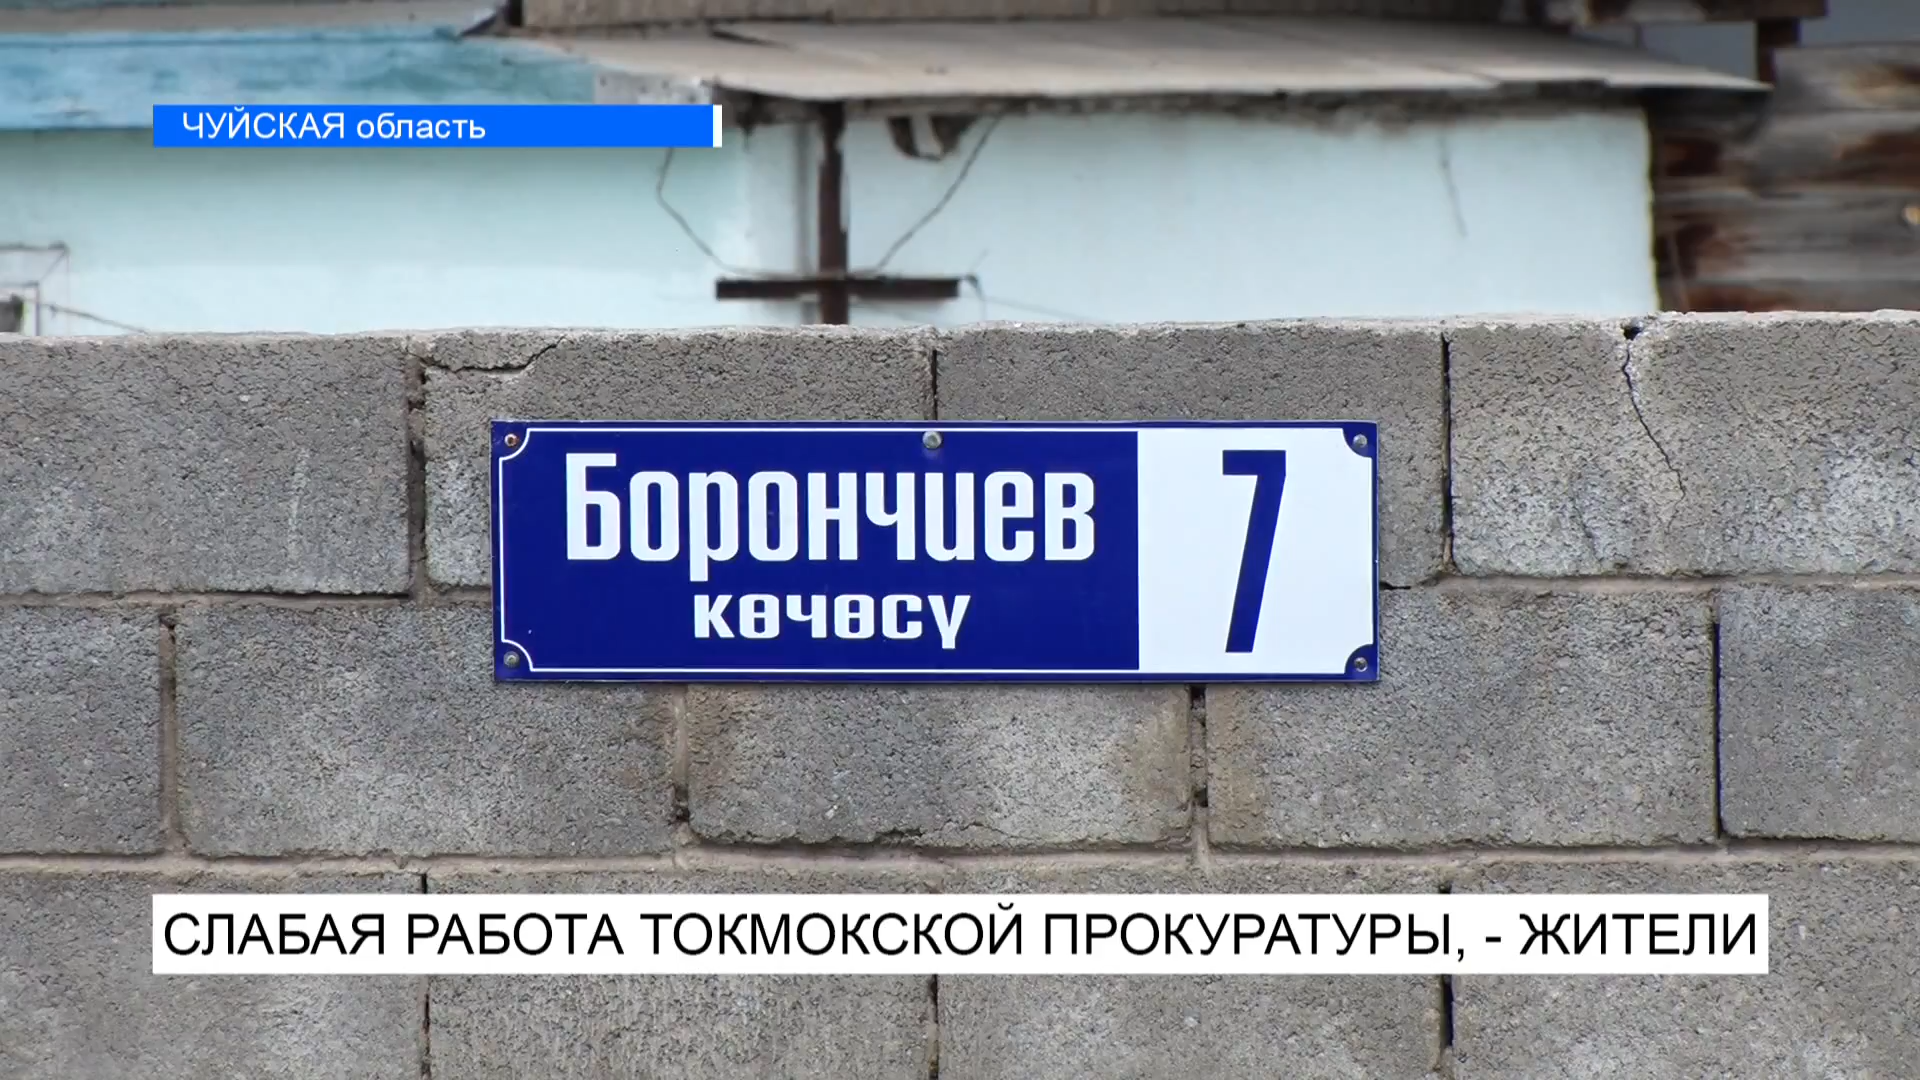 ЧУЙСКАЯ область
Борончиев
көчөсү
7
СЛАБАЯ РАБОТА ТОКМОКСКОЙ ПРОКУРАТУРЫ, - ЖИТЕЛИ